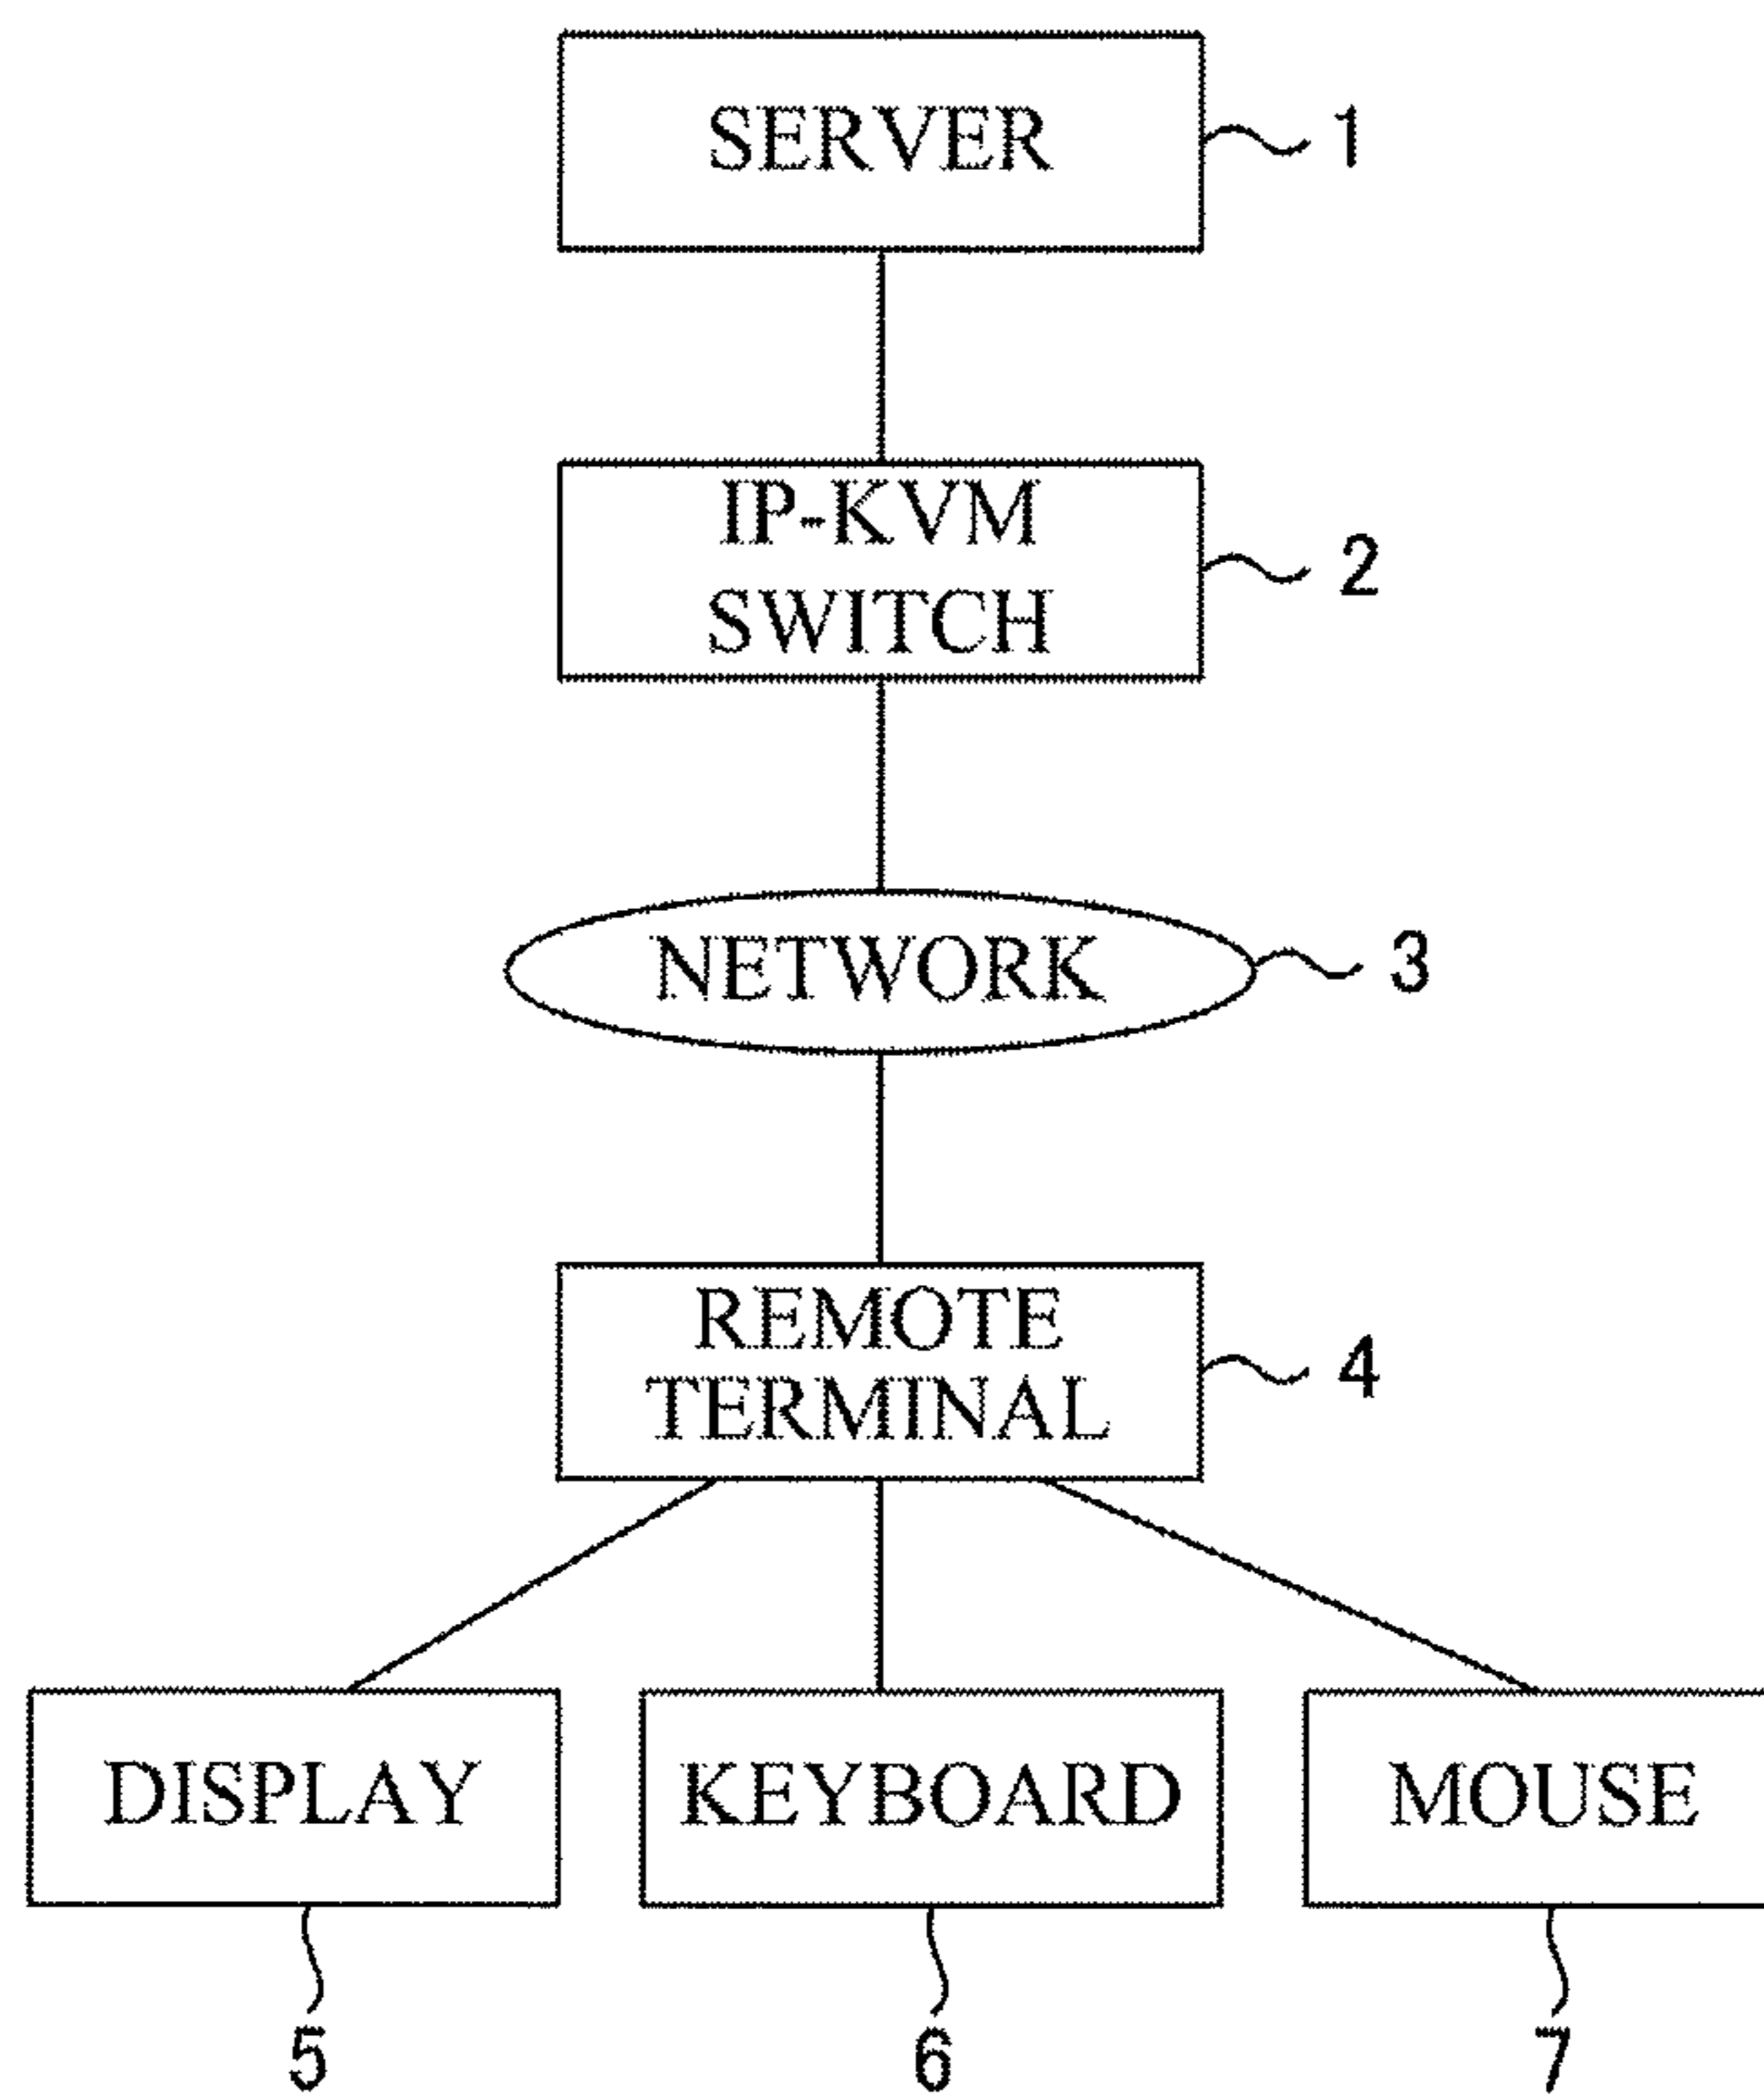 SERVER
1
IP-KVM
SWITCH
2
NETWORK
3
REMOTE
TERMINAL
4
DISPLAY
KEYBOARD
MOUSE
5
6
7